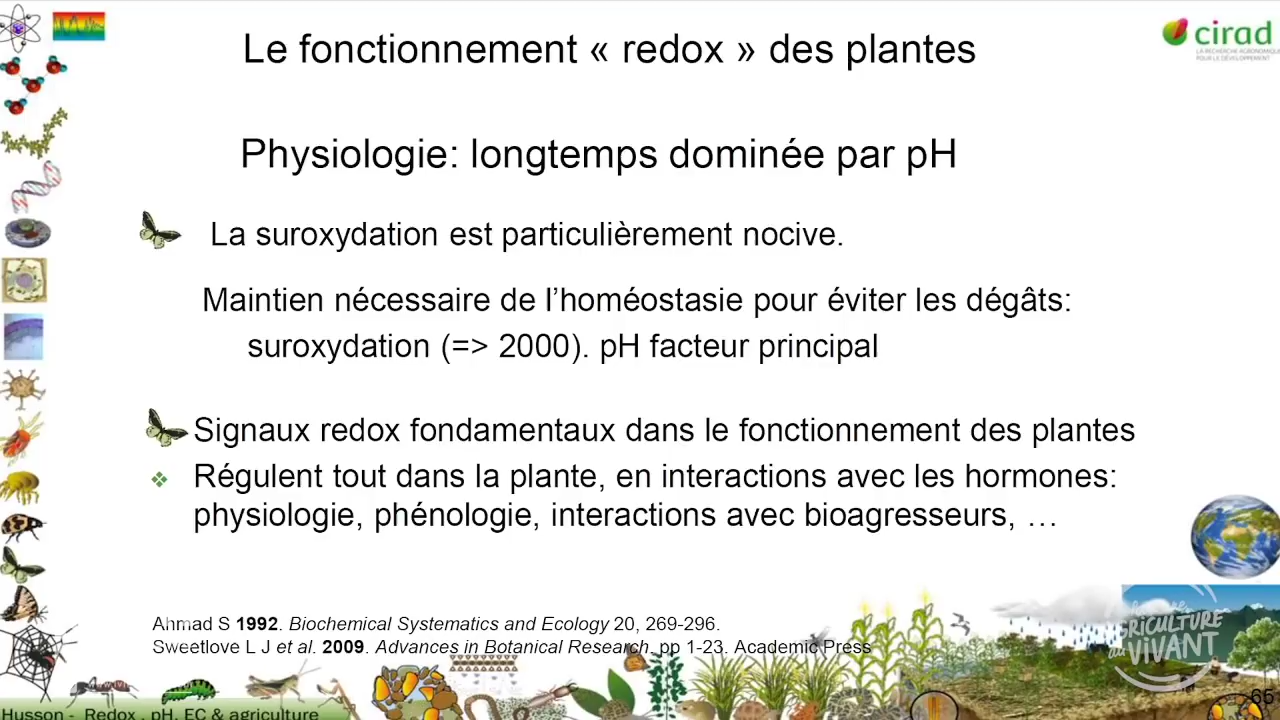 Le fonctionnement « redox » des plantes
cirad
LA RECHERCHE AGRONOMIQUE
POUR LE DÉVELOPPEMENT
Physiologie: longtemps dominée par pH
La suroxydation est particulièrement nocive.
Maintien nécessaire de l’homéostasie pour éviter les dégâts:
suroxydation (=> 2000). pH facteur principal
Signaux redox fondamentaux dans le fonctionnement des plantes
Régulent tout dans la plante, en interactions avec les hormones:
physiologie, phénologie, interactions avec bioagresseurs, …
Ahmad S 1992. Biochemical Systematics and Ecology 20, 269-296.
Sweetlove L J et al. 2009. Advances in Botanical Research. pp 1-23. Academic Press
AGRICULTURE
du VIVANT
65
Husson - Redox , pH, EC & agriculture